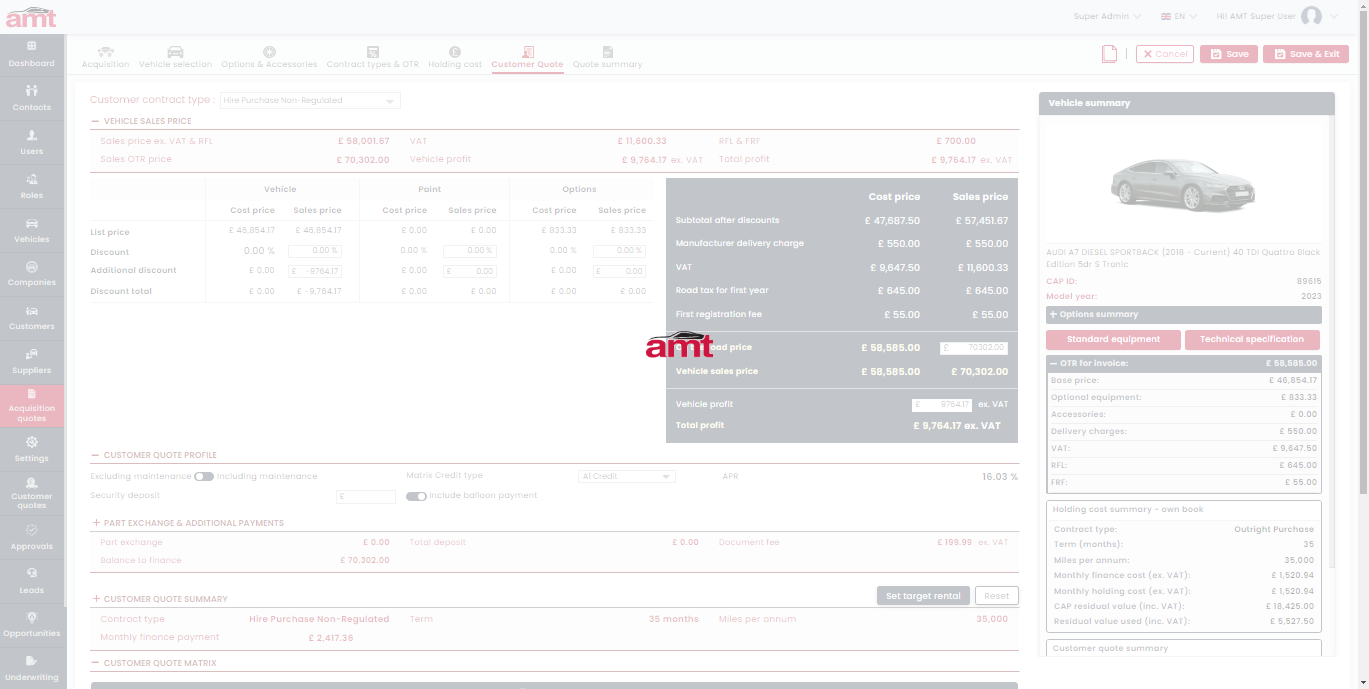 amt
Super Admin
EN
Hi! AMT Super User
Dashboard
Contacts
Users
Roles
Vehicles
Companies
Customers
Suppliers
Acquisition quotes
Settings
Customer quotes
Approvals
Leads
Opportunities
Underwriting
Acquisition Vehicle selection Options & Accessories Contract types & OTR Holding cost Customer Quote Quote summary
Cancel Save Save & Exit
Customer contract type : Hire Purchase Non-Regulated
VEHICLE SALES PRICE
Sales price ex. VAT & RFL £ 58,001.67 VAT £ 11,600.33 RFL & FRF £ 700.00
Sales OTR price £ 70,302.00 Vehicle profit £ 9,764.17 ex. VAT Total profit £ 9,764.17 ex. VAT
Vehicle Paint Options
Cost price Sales price Cost price Sales price Cost price Sales price
List price £ 46,854.17 £ 46,854.17 £ 0.00 £ 0.00 £ 833.33 £ 833.33
Discount 0.00 % 0.00 % 0.00 % 0.00 % 0.00 % 0.00 %
Additional discount £ 0.00 £ -9764.17 £ 0.00 £ 0.00 £ 0.00 £ 0.00
Discount total £ 0.00 £ -9,764.17 £ 0.00 £ 0.00 £ 0.00 £ 0.00
Cost price Sales price
Subtotal after discounts £ 47,687.50 £ 57,451.67
Manufacturer delivery charge £ 550.00 £ 550.00
VAT £ 9,647.50 £ 11,600.33
Road tax for first year £ 645.00 £ 645.00
First registration fee £ 55.00 £ 55.00
amt
price £ 58,585.00 £ 70302.00
Vehicle sales price £ 58,585.00 £ 70,302.00
Vehicle profit £ 9764.17 ex. VAT
Total profit £ 9,764.17 ex. VAT
CUSTOMER QUOTE PROFILE
Excluding maintenance Including maintenance Matrix Credit type A1 Credit APR 16.03 %
Security deposit £ Include balloon payment
PART EXCHANGE & ADDITIONAL PAYMENTS
Part exchange £ 0.00 Total deposit £ 0.00 Document fee £ 199.99 ex. VAT
Balance to finance £ 70,302.00
CUSTOMER QUOTE SUMMARY Set target rental Reset
Contract type Hire Purchase Non-Regulated Term 35 months Miles per annum 35,000
Monthly finance payment £ 2,417.36
CUSTOMER QUOTE MATRIX
Vehicle summary
AUDI A7 DIESEL SPORTBACK (2018 - Current) 40 TDI Quattro Black
Edition 5dr S Tronic
CAP ID: 89615
Model year: 2023
Options summary
Standard equipment Technical specification
OTR for invoice: £ 58,585.00
Base price: £ 46,854.17
Optional equipment: £ 833.33
Accessories: £ 0.00
Delivery charges: £ 550.00
VAT: £ 9,647.50
RFL: £ 645.00
FRF: £ 55.00
Holding cost summary - own book
Contract type: Outright Purchase
Term (months): 35
Miles per annum: 35,000
Monthly finance cost (ex. VAT): £ 1,520.94
Monthly holding cost (ex. VAT): £ 1,520.94
CAP residual value (inc. VAT): £ 18,425.00
Residual value used (inc. VAT): £ 5,527.50
Customer quote summary